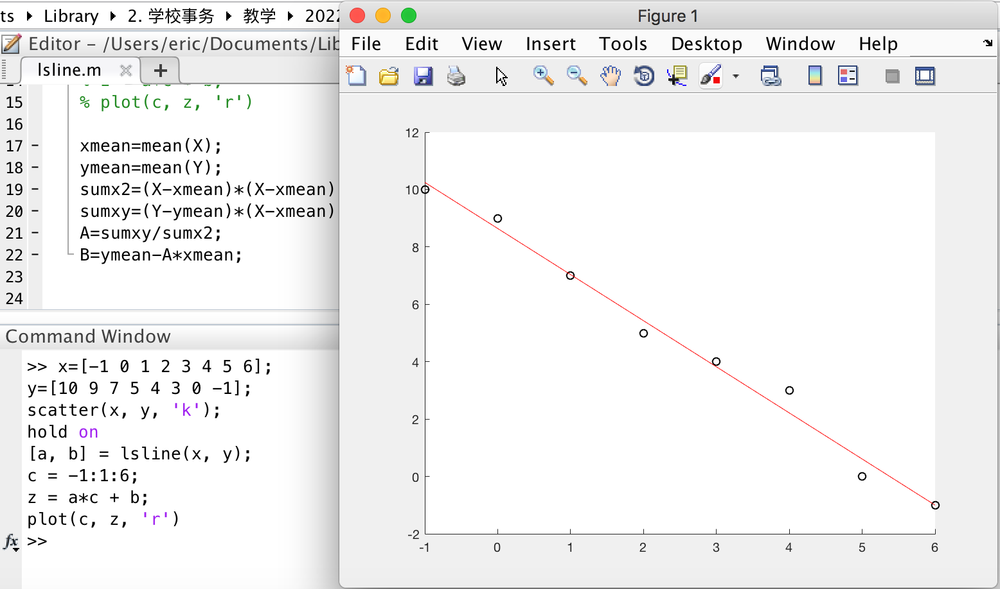 ts ▸ Library ▸ 2. 学校事务 ▸ 教学 ▸ 2022
Editor – /Users/eric/Documents/Lib
lsline.m
15 % plot(c, z, 'r')
16
17 – xmean=mean(X);
18 – ymean=mean(Y);
19 – sumx2=(X-xmean)*(X-xmean)
20 – sumxy=(Y-ymean)*(X-xmean)
21 – A=sumxy/sumx2;
22 – B=ymean-A*xmean;
23
24
Command Window
>> x=[-1 0 1 2 3 4 5 6];
y=[10 9 7 5 4 3 0 -1];
scatter(x, y, 'k');
hold on
[a, b] = lsline(x, y);
c = -1:1:6;
z = a*c + b;
plot(c, z, 'r')
fx >>
Figure 1
File Edit View Insert Tools Desktop Window Help
12
10
8
6
4
2
0
-2
-1 0 1 2 3 4 5 6